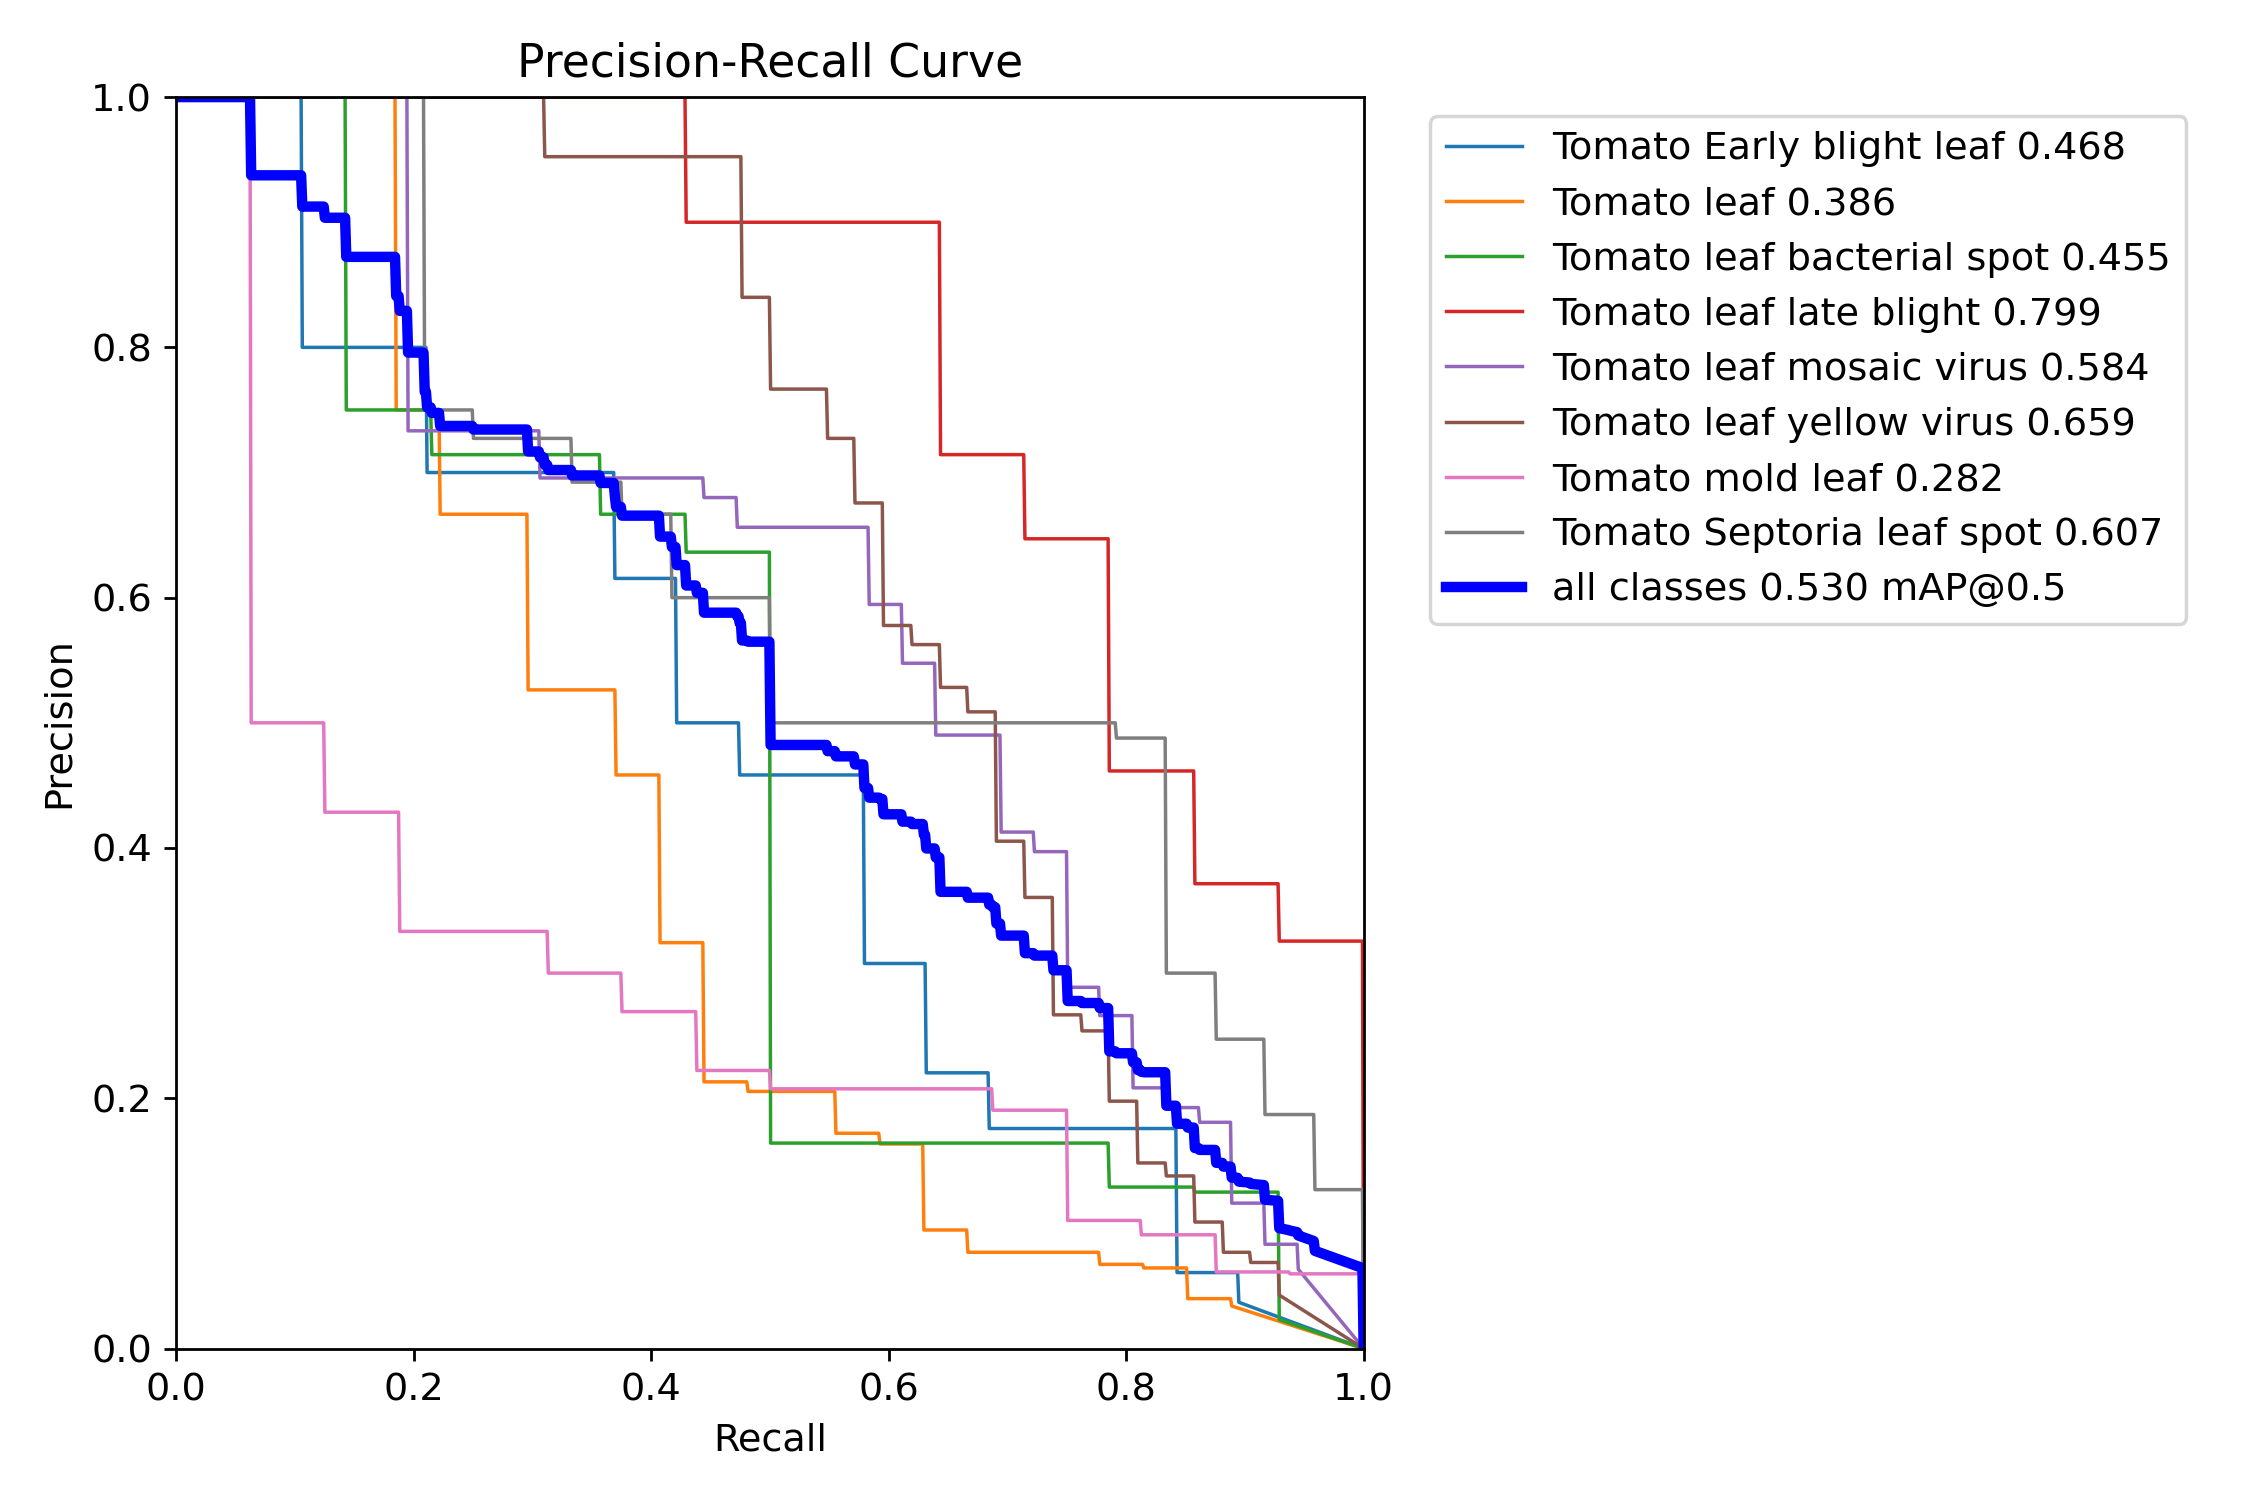 Precision-Recall Curve
1.0
0.8
0.6
0.4
0.2
0.0
Precision
0.0 0.2 0.4 0.6 0.8 1.0
Recall
Tomato Early blight leaf 0.468
Tomato leaf 0.386
Tomato leaf bacterial spot 0.455
Tomato leaf late blight 0.799
Tomato leaf mosaic virus 0.584
Tomato leaf yellow virus 0.659
Tomato mold leaf 0.282
Tomato Septoria leaf spot 0.607
all classes 0.530 mAP@0.5